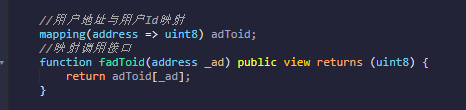 //用户地址与用户Id映射
mapping(address => uint8) adToid;
//映射调用接口
function fadToid(address _ad) public view returns (uint8) {
    return adToid[_ad];
}